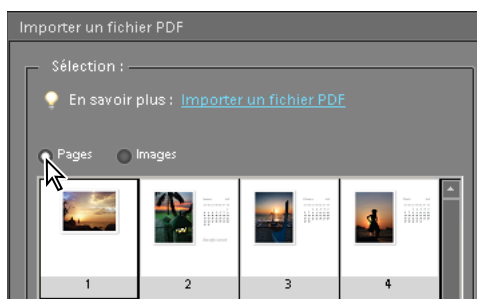 Importer un fichier PDF
Sélection :
En savoir plus : Importer un fichier PDF
Pages Images
1 2 3 4